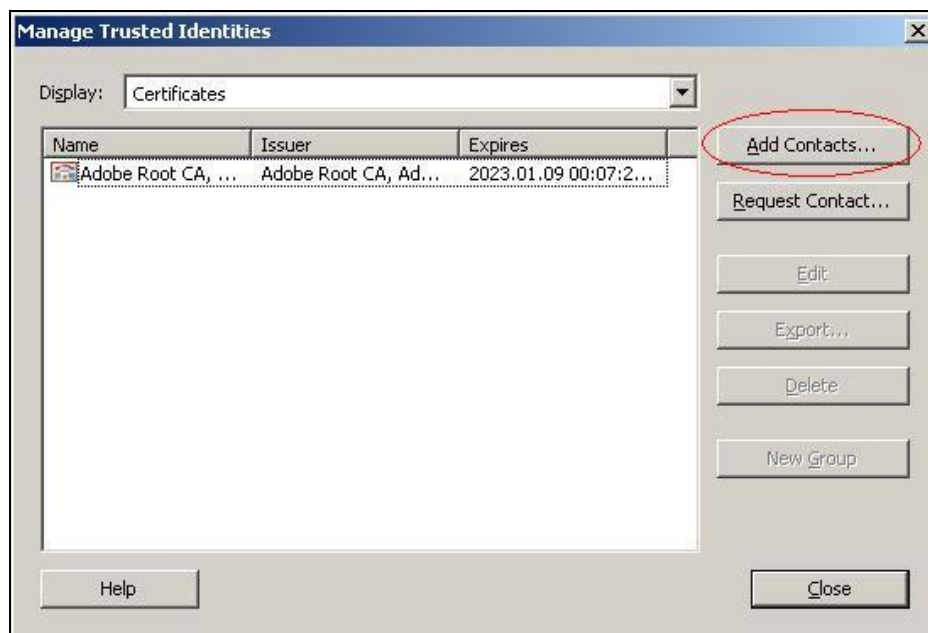 Manage Trusted Identities
Display: Certificates
Name Issuer Expires
Adobe Root CA, ... Adobe Root CA, Ad... 2023.01.09 00:07:2...
Add Contacts...
Request Contact...
Edit
Export...
Delete
New Group
Help Close